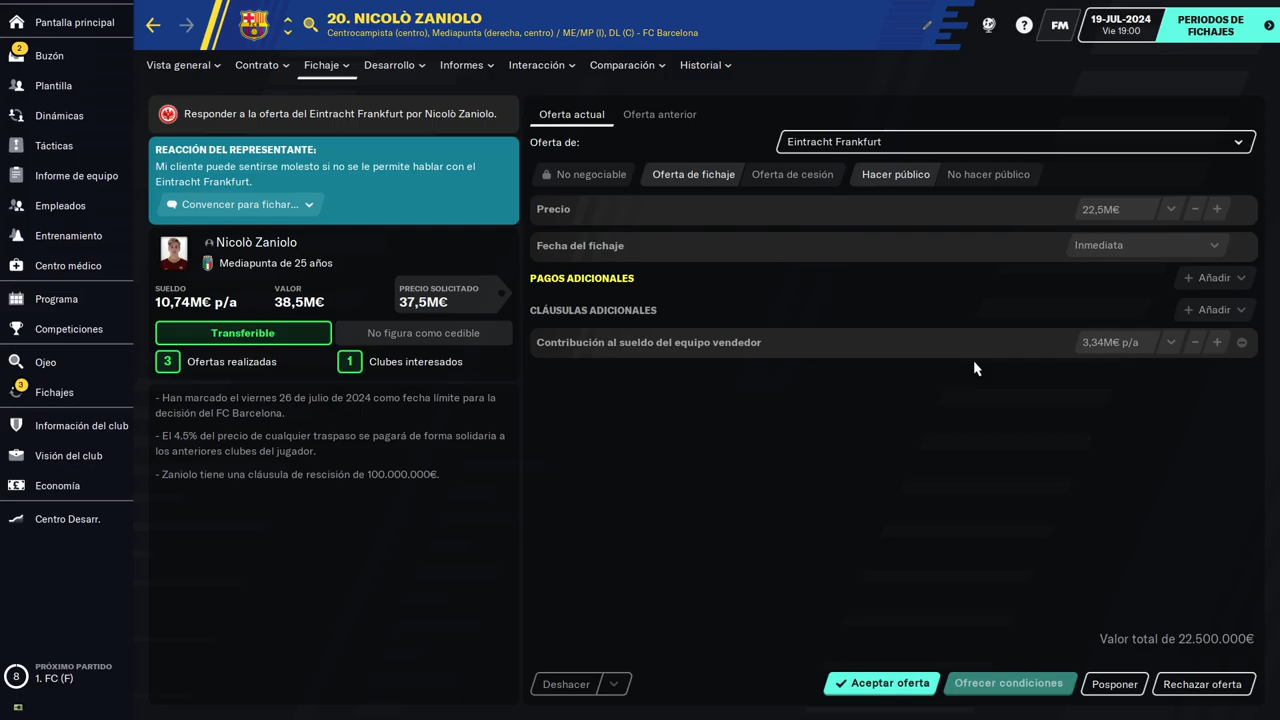 Pantalla principal
2
Buzón
Plantilla
Dinámicas
Tácticas
Informe de equipo
Empleados
Entrenamiento
Centro médico
Programa
Competiciones
Ojeo
3
Fichajes
Información del club
Visión del club
Economía
Centro Desarr.
8
PRÓXIMO PARTIDO
1. FC (F)
20. NICOLÒ ZANIOLO
Centrocampista (centro), Mediapunta (derecha, centro) / ME/MP (I), DL (C) - FC Barcelona
FM
19-JUL-2024
Vie 19:00
PERIODOS DE
FICHAJES
Vista general
Contrato
Fichaje
Desarrollo
Informes
Interacción
Comparación
Historial
Responder a la oferta del Eintracht Frankfurt por Nicolò Zaniolo.
REACCIÓN DEL REPRESENTANTE:
Mi cliente puede sentirse molesto si no se le permite hablar con el
Eintracht Frankfurt.
Convencer para fichar...
Nicolò Zaniolo
Mediapunta de 25 años
SUELDO
10,74M€ p/a
VALOR
38,5M€
PRECIO SOLICITADO
37,5M€
Transferible
No figura como cedible
3 Ofertas realizadas
1 Clubes interesados
- Han marcado el viernes 26 de julio de 2024 como fecha límite para la
decisión del FC Barcelona.
- El 4.5% del precio de cualquier traspaso se pagará de forma solidaria a
los anteriores clubes del jugador.
- Zaniolo tiene una cláusula de rescisión de 100.000.000€.
Oferta actual
Oferta anterior
Oferta de:
Eintracht Frankfurt
No negociable
Oferta de fichaje
Oferta de cesión
Hacer público
No hacer público
Precio
22,5M€
Fecha del fichaje
Inmediata
PAGOS ADICIONALES
+ Añadir
CLÁUSULAS ADICIONALES
+ Añadir
Contribución al sueldo del equipo vendedor
3,34M€ p/a
Valor total de 22.500.000€
Deshacer
Aceptar oferta
Ofrecer condiciones
Posponer
Rechazar oferta